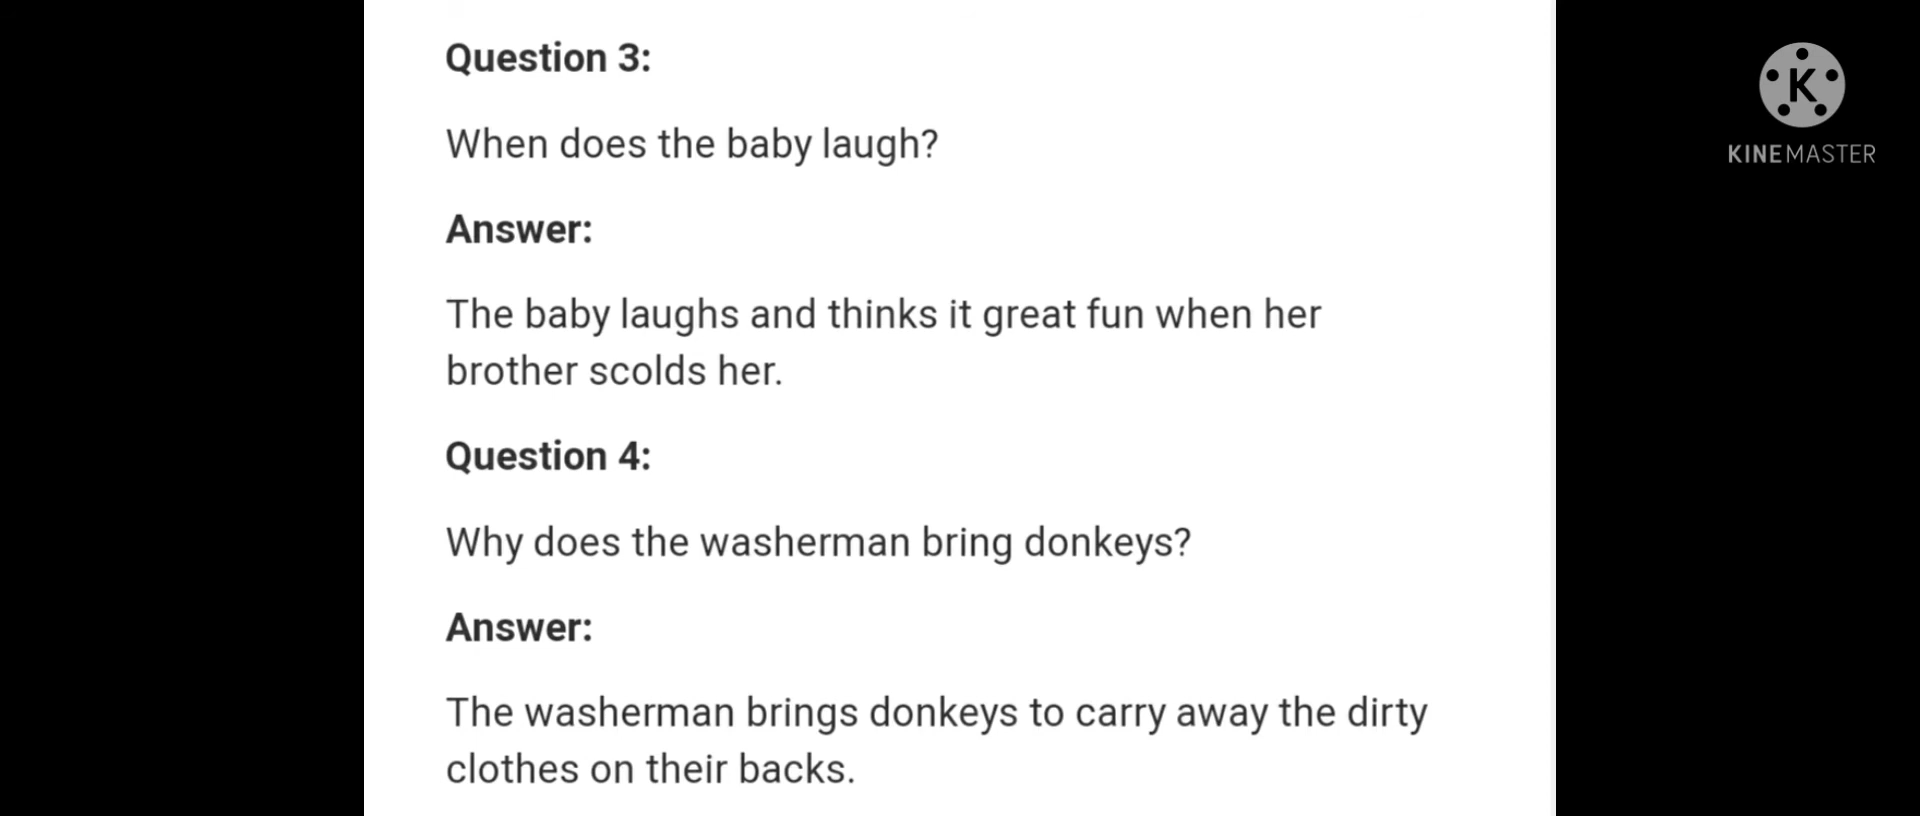 Question 3:
When does the baby laugh?
Answer:
The baby laughs and thinks it great fun when her
brother scolds her.
Question 4:
Why does the washerman bring donkeys?
Answer:
The washerman brings donkeys to carry away the dirty
clothes on their backs.
K
KINEMASTER